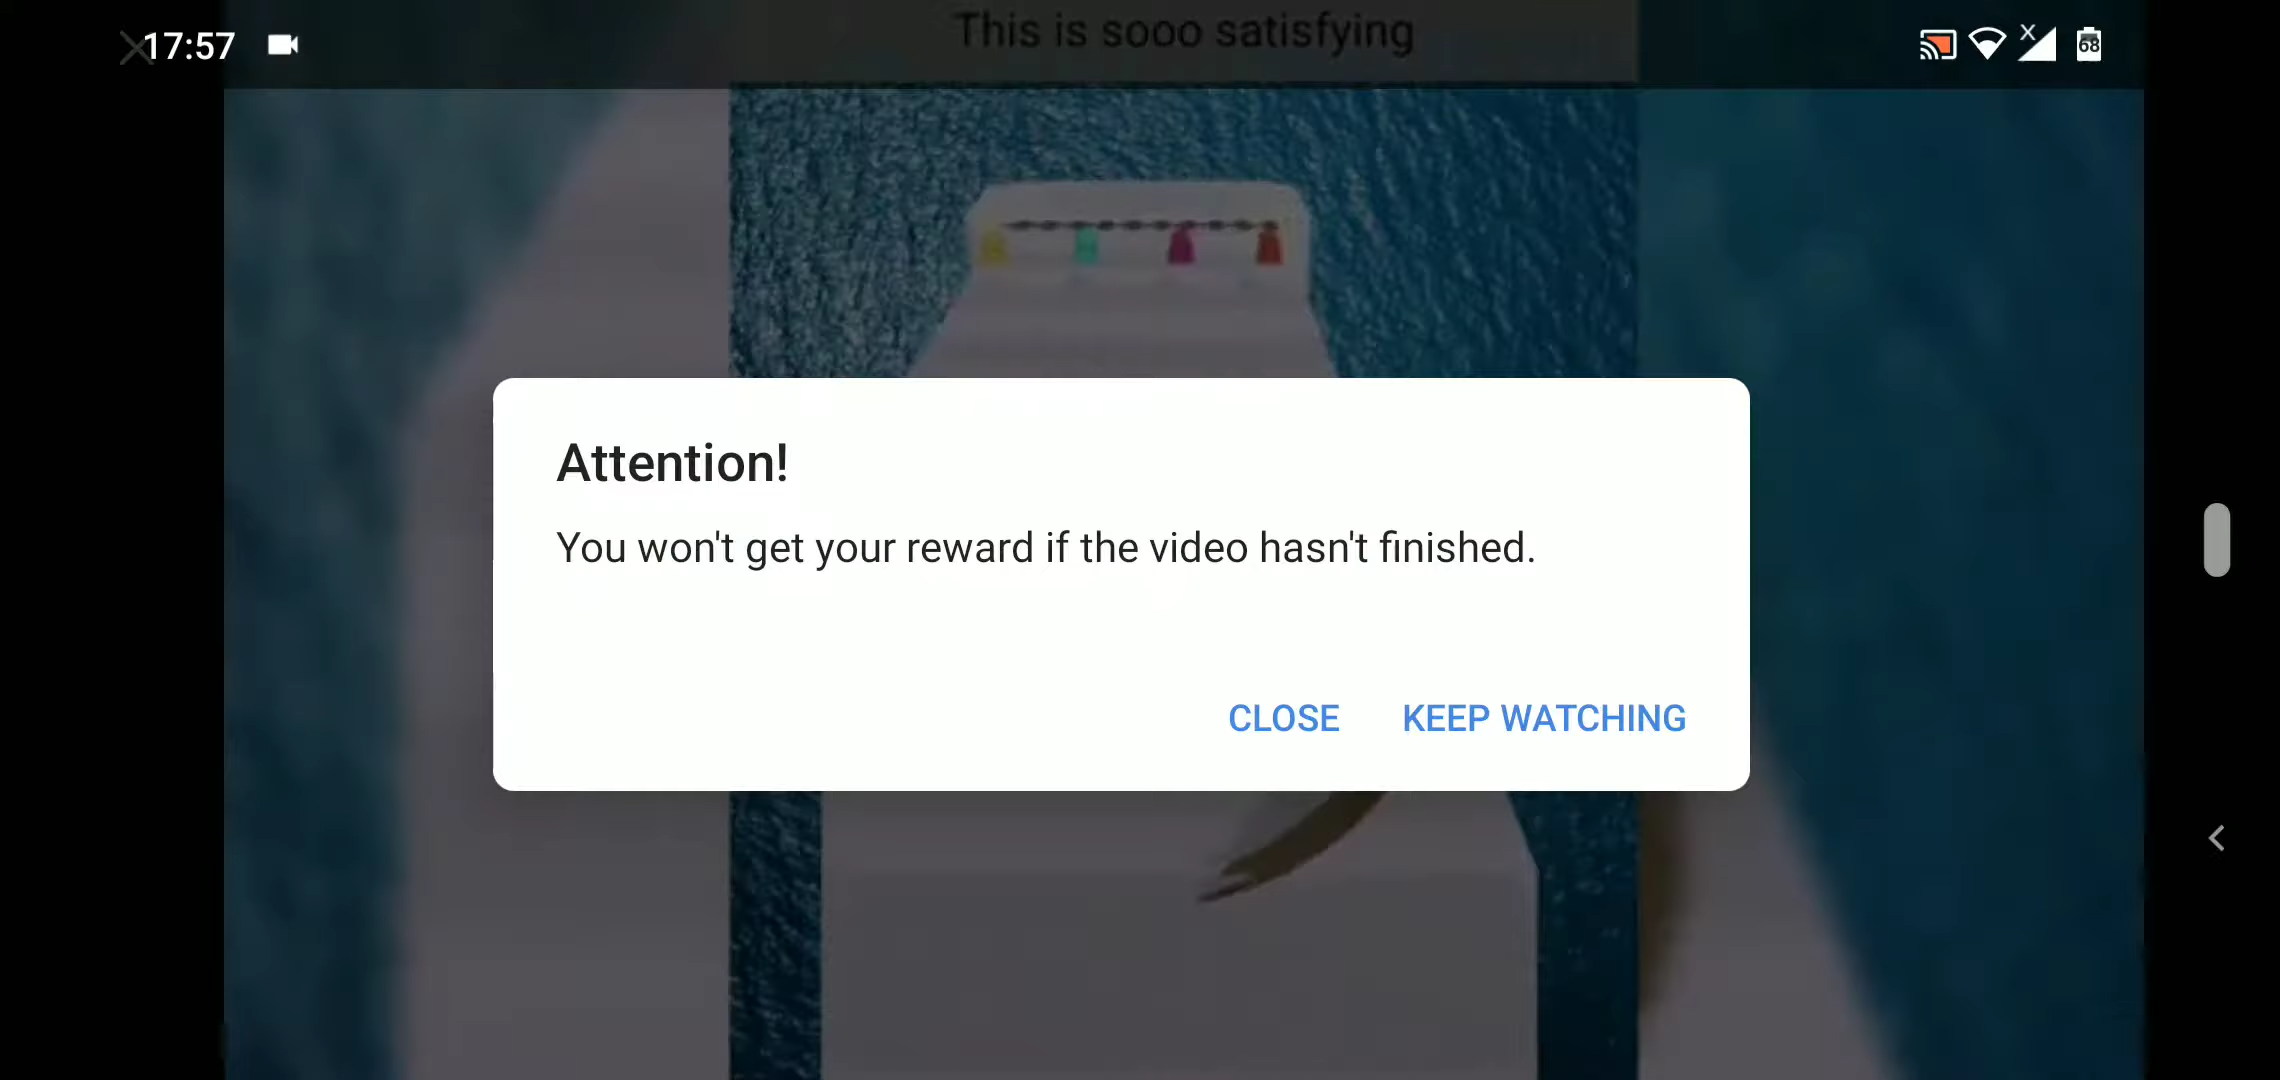 This is sooo satisfying
17:57
68
Attention!
You won't get your reward if the video hasn't finished.
CLOSE KEEP WATCHING